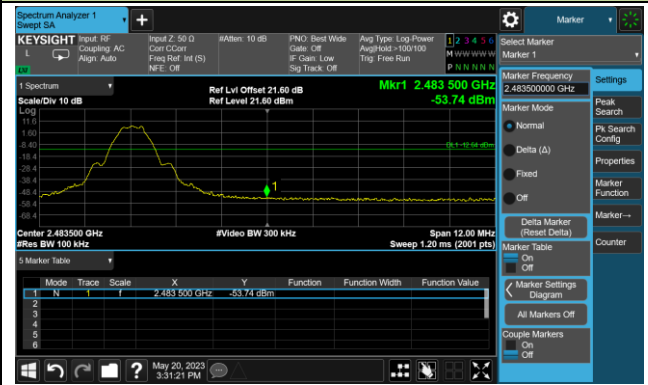 Spectrum Analyzer 1
Swept SA
Marker
KEYSIGHT
L
Input: RF
Coupling: AC
Align: Auto
Input Z: 50 Ω
Corr CCorr
Freq Ref: Int (S)
NFE: Off
#Atten: 10 dB
PNO: Best Wide
Gate: Off
IF Gain: Low
Sig Track: Off
Avg Type: Log-Power
Avg|Hold:>100/100
Trig: Free Run
1 2 3 4 5 6
M W W W W W
P N N N N N
Select Marker
Marker 1
1 Spectrum
Scale/Div 10 dB
Log
Ref Lvl Offset 21.60 dB
Ref Level 21.60 dBm
Mkr1 2.483 500 GHz
-53.74 dBm
11.6
1.60
-8.40
-18.4
-28.4
-38.4
-48.4
-58.4
-68.4
DL1 -12.64 dBm
1
Center 2.483500 GHz
#Res BW 100 kHz
#Video BW 300 kHz
Span 12.00 MHz
Sweep 1.20 ms (2001 pts)
5 Marker Table
Mode Trace Scale X Y Function Function Width Function Value
1 N 1 f 2.483 500 GHz -53.74 dBm
2
3
4
5
6
Marker Frequency
2.483500000 GHz
Marker Mode
Normal
Delta (Δ)
Fixed
Off
Delta Marker
(Reset Delta)
Marker Table
On
Off
Marker Settings
Diagram
All Markers Off
Couple Markers
On
Off
Settings
Peak
Search
Pk Search
Config
Properties
Marker
Function
Marker→
Counter
May 20, 2023
3:31:21 PM